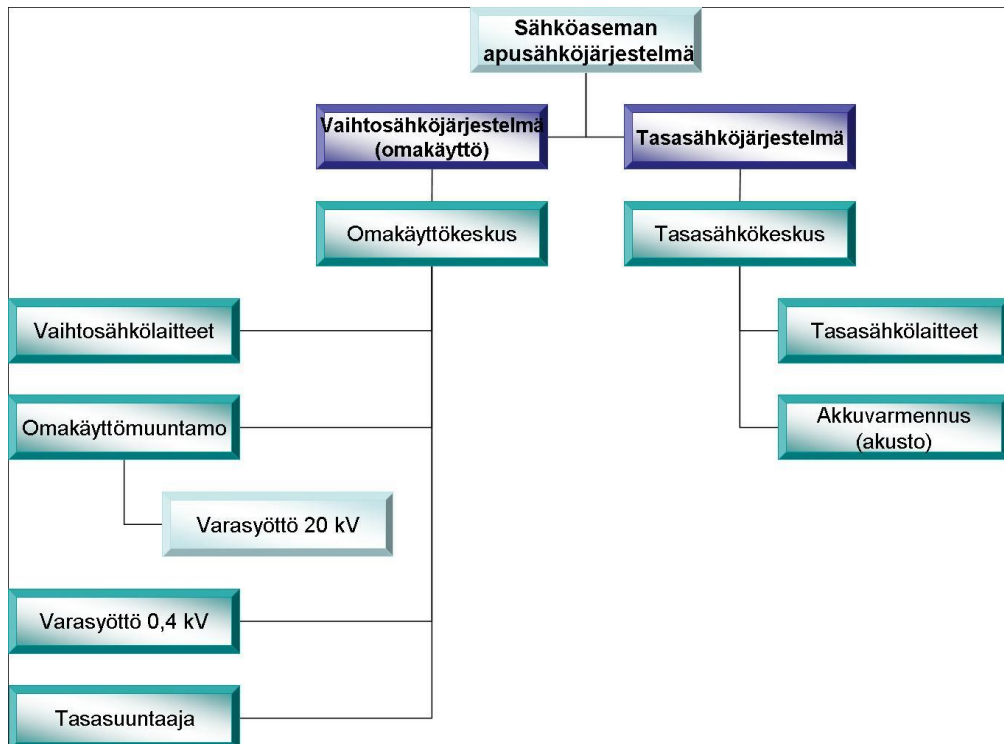 Sähköaseman
apusähköjärjestelmä
Vaihtosähköjärjestelmä
(omakäyttö)
Tasasähköjärjestelmä
Omakäyttökeskus
Tasasähkökeskus
Vaihtosähkölaitteet
Tasasähkölaitteet
Omakäyttömuuntamo
Akkuvarmennus
(akusto)
Varasyöttö 20 kV
Varasyöttö 0,4 kV
Tasasuuntaaja